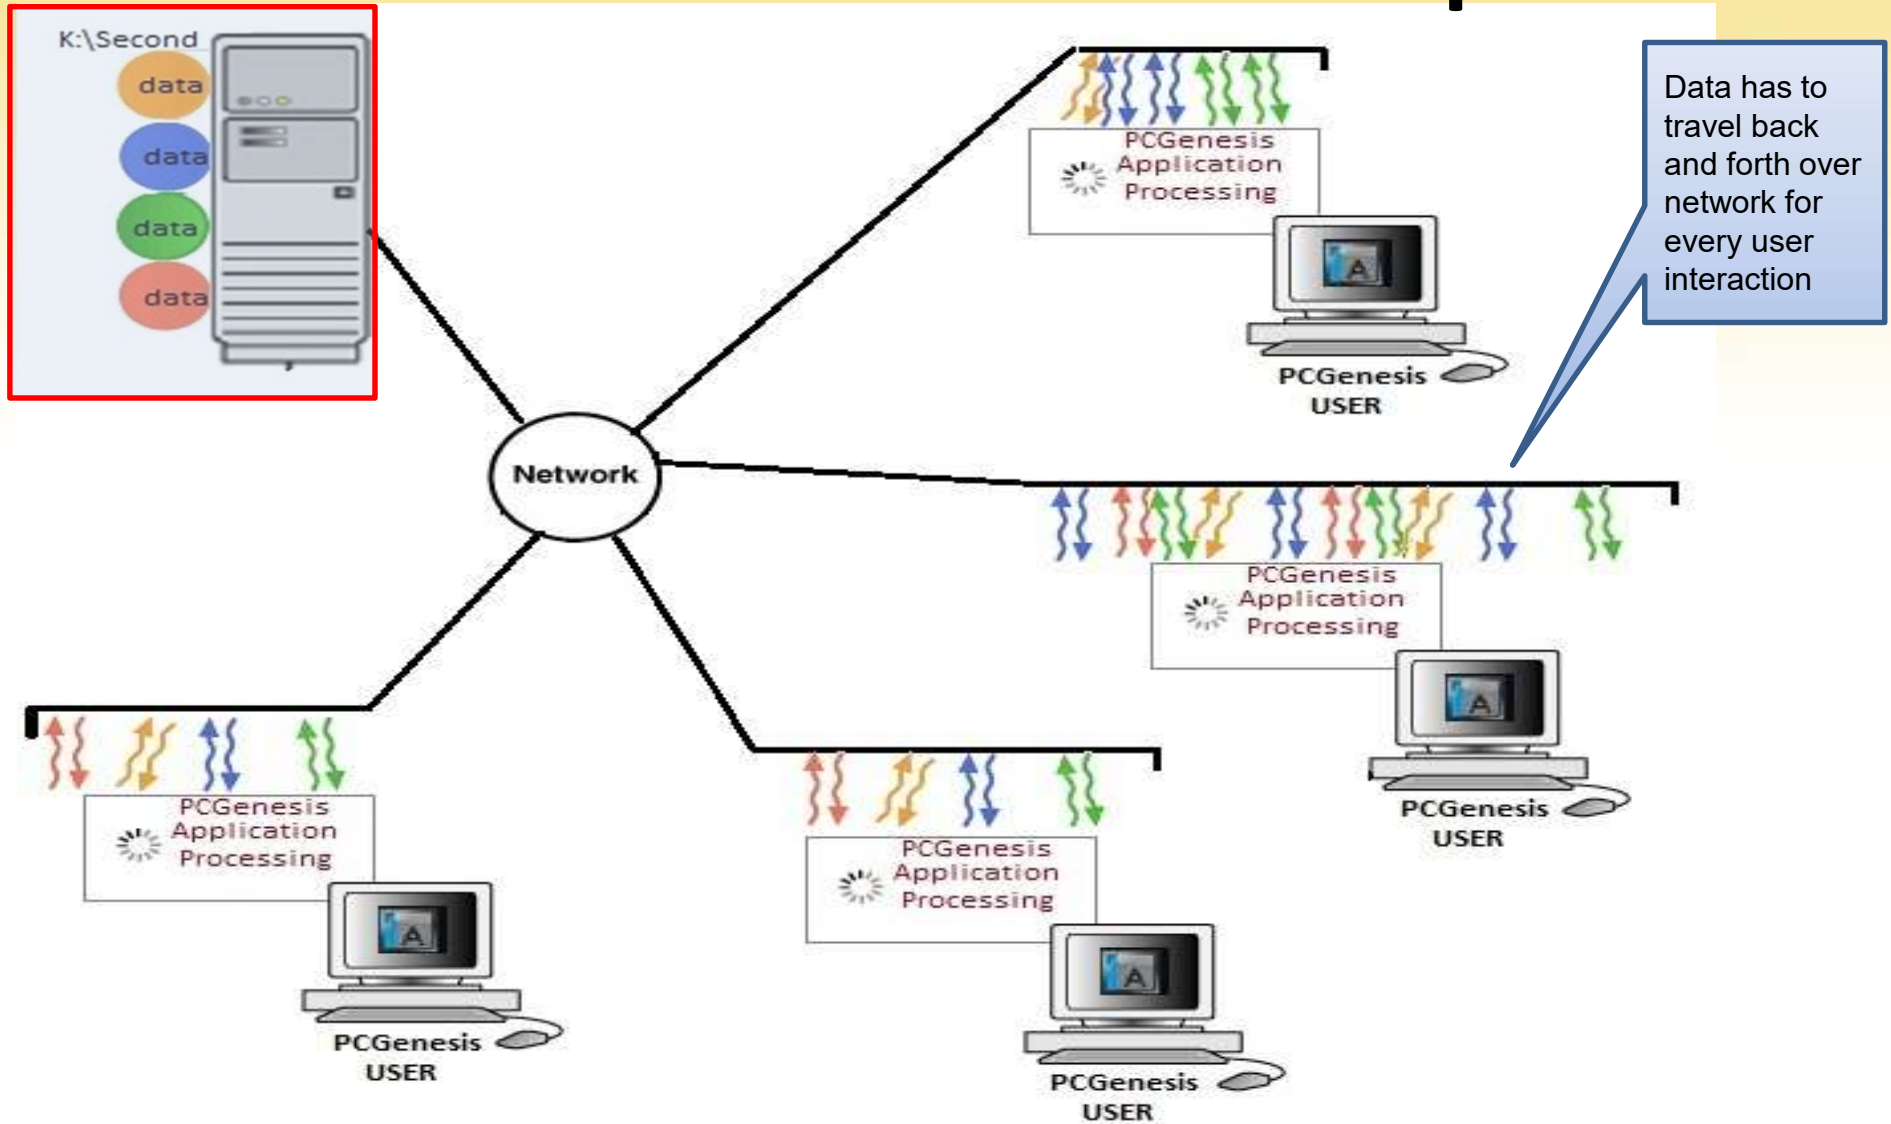 K:\Second
data
data
data
data
PCGenesis
Application
Processing
Data has to
travel back
and forth over
network for
every user
interaction
A
PCGenesis
USER
Network
PCGenesis
Application
Processing
A
PCGenesis
USER
PCGenesis
Application
Processing
A
PCGenesis
USER
PCGenesis
Application
Processing
A
PCGenesis
USER